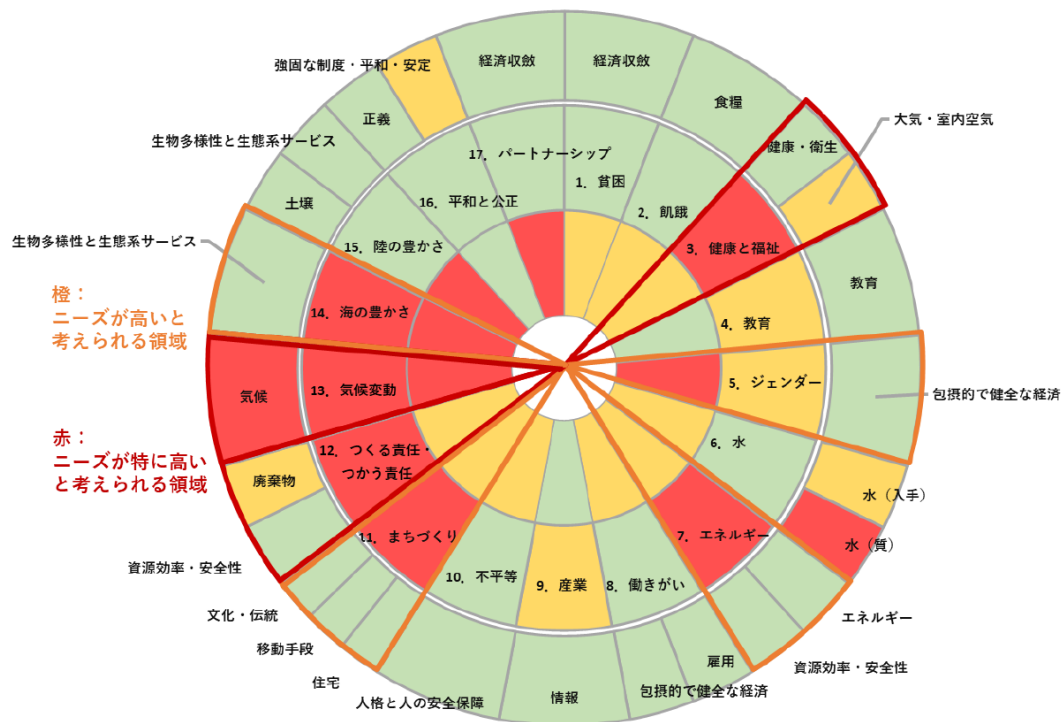 強固な制度・平和・安定
経済収斂
経済収斂
食糧
正義
大気・室内空気
健康・衛生
生物多様性と生態系サービス
17. パートナーシップ
1. 貧困
16. 平和と公正
2. 飢餓
土壌
15. 陸の豊かさ
3. 健康と福祉
生物多様性と生態系サービス
教育
橙：
ニーズが高いと
考えられる領域
14. 海の豊かさ
4. 教育
気候
13. 気候変動
5. ジェンダー
包摂的で健全な経済
赤：
ニーズが特に高い
と考えられる領域
12. つくる責任・
つかう責任
6. 水
廃棄物
水（入手）
11. まちづくり
7. エネルギー
水（質）
資源効率・安全性
10. 不平等
9. 産業
8. 働きがい
文化・伝統
エネルギー
移動手段
雇用
資源効率・安全性
住宅
人格と人の安全保障
情報
包摂的で健全な経済